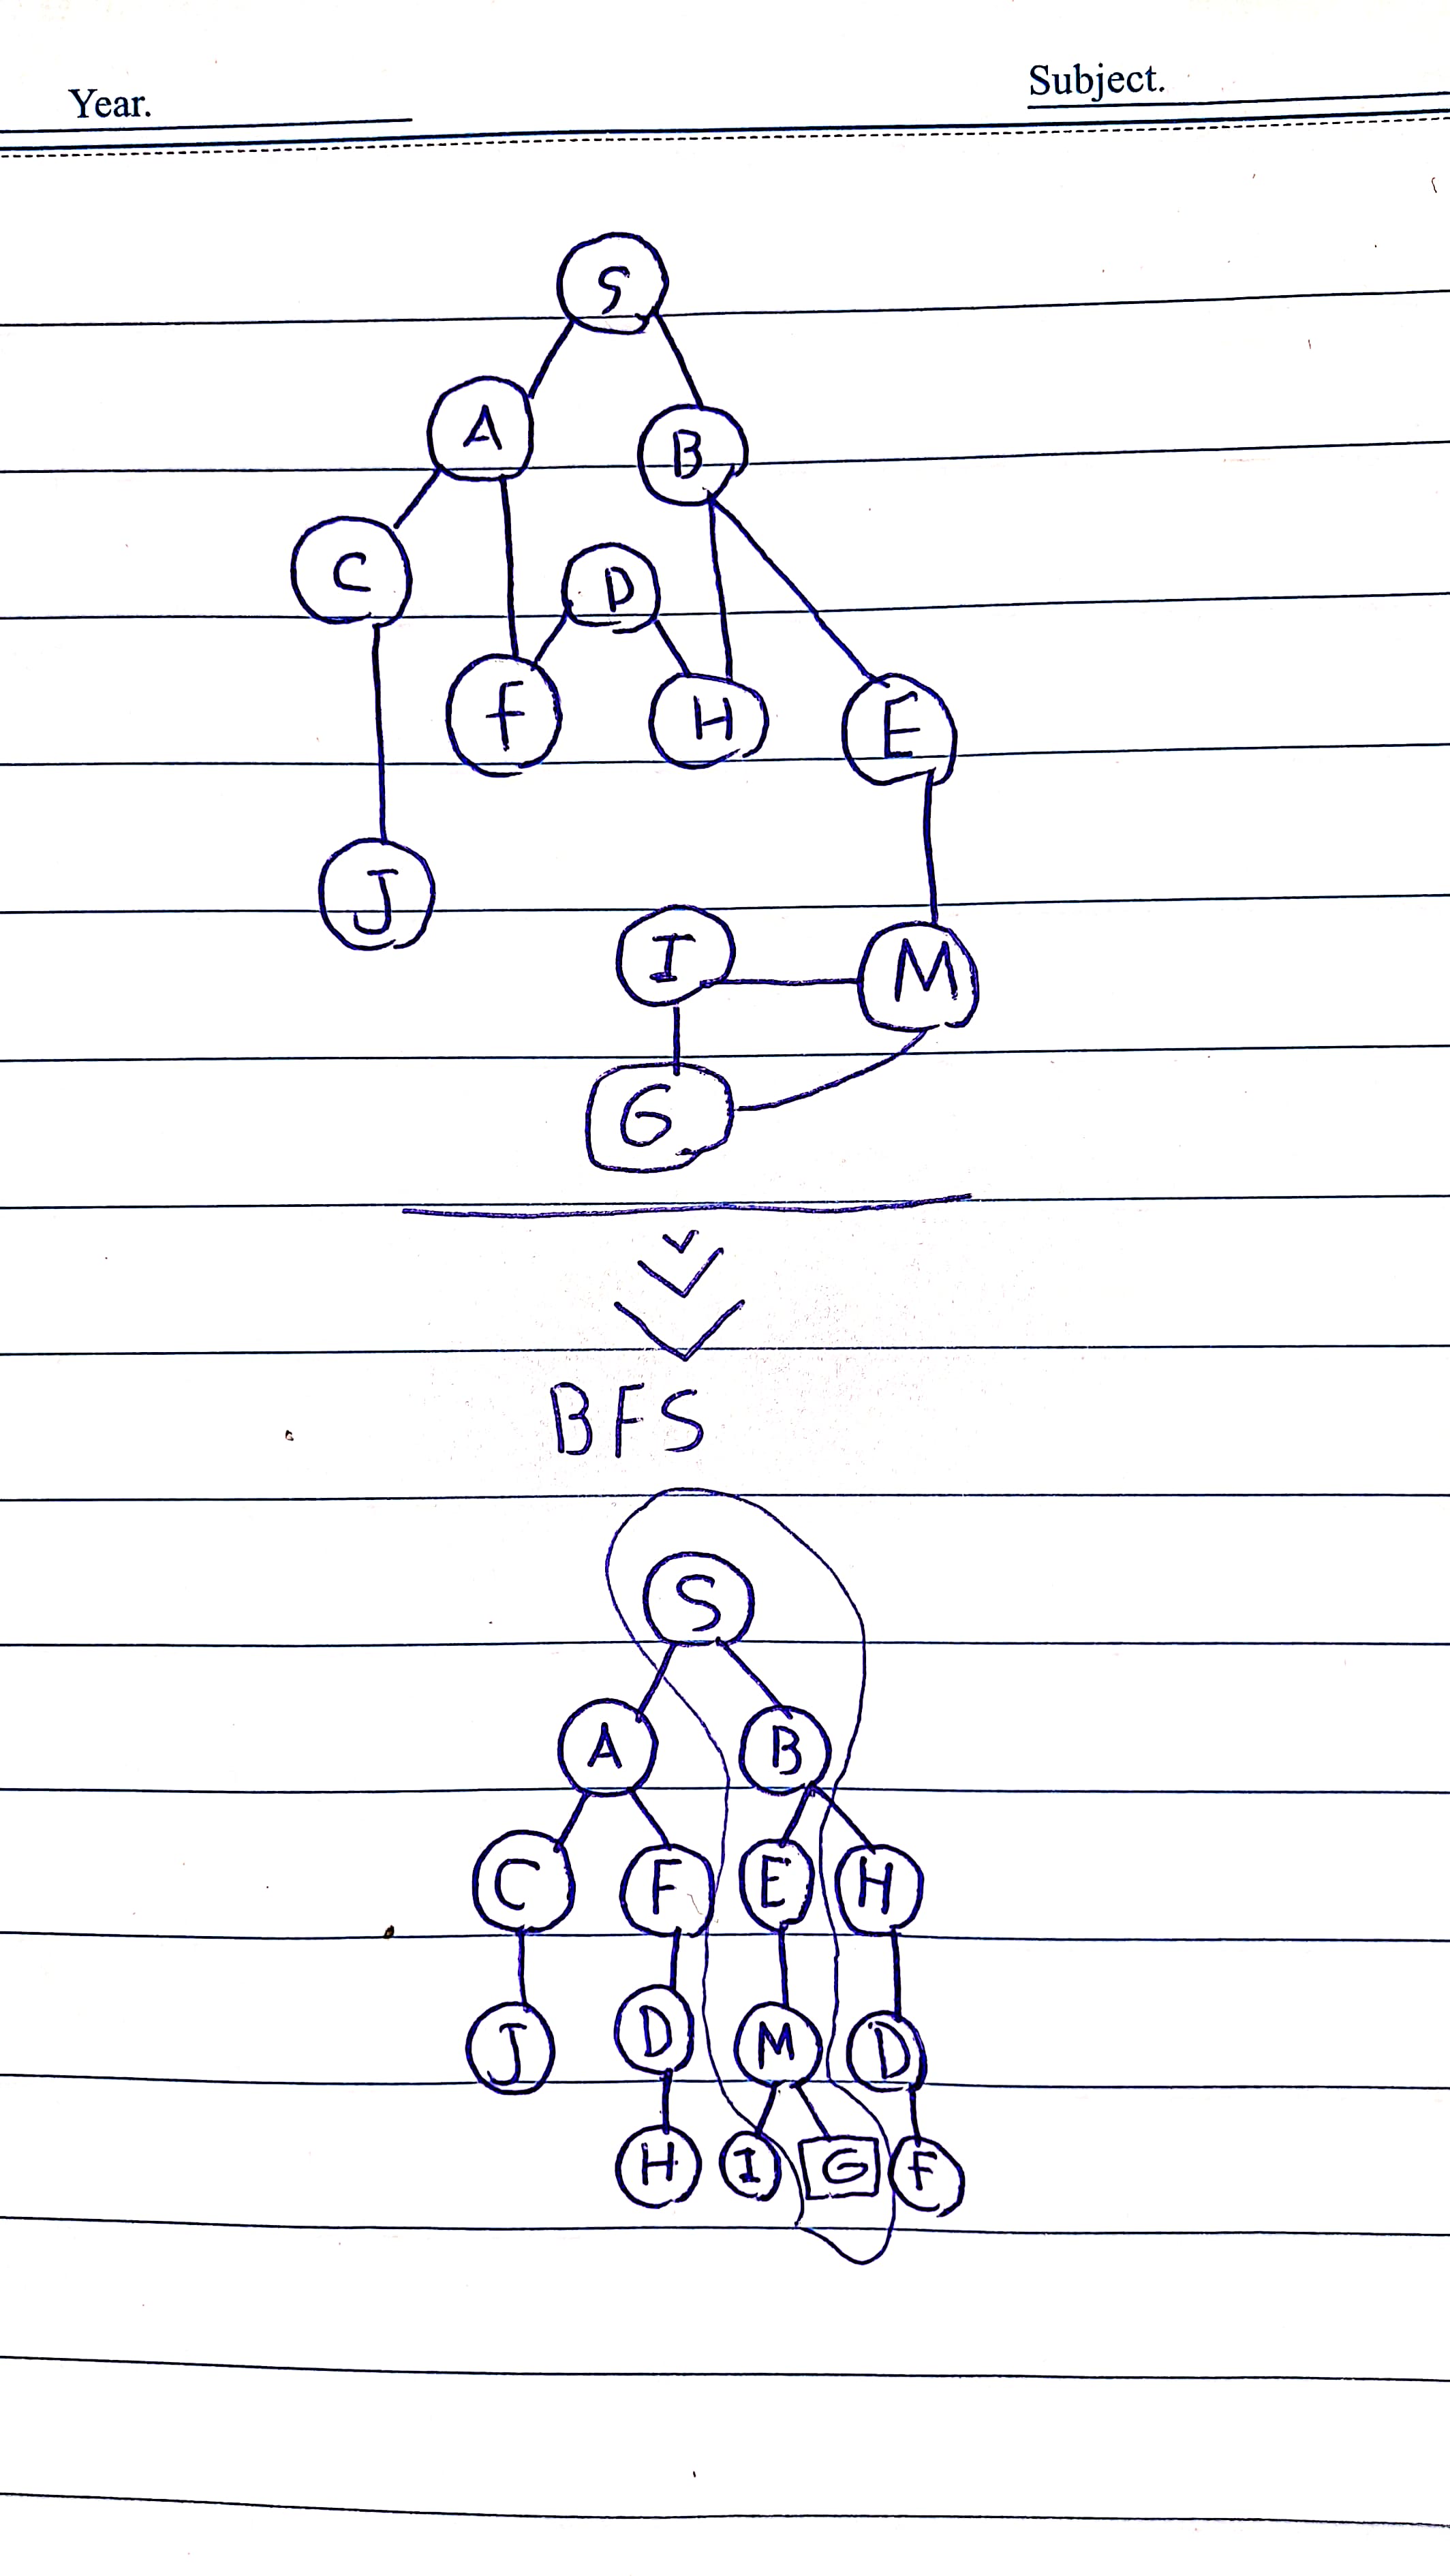 Year. Subject.
S
A B
C D
f H E
J
I M
G
BFS
S
A B
C F E H
J D M D
H I G F